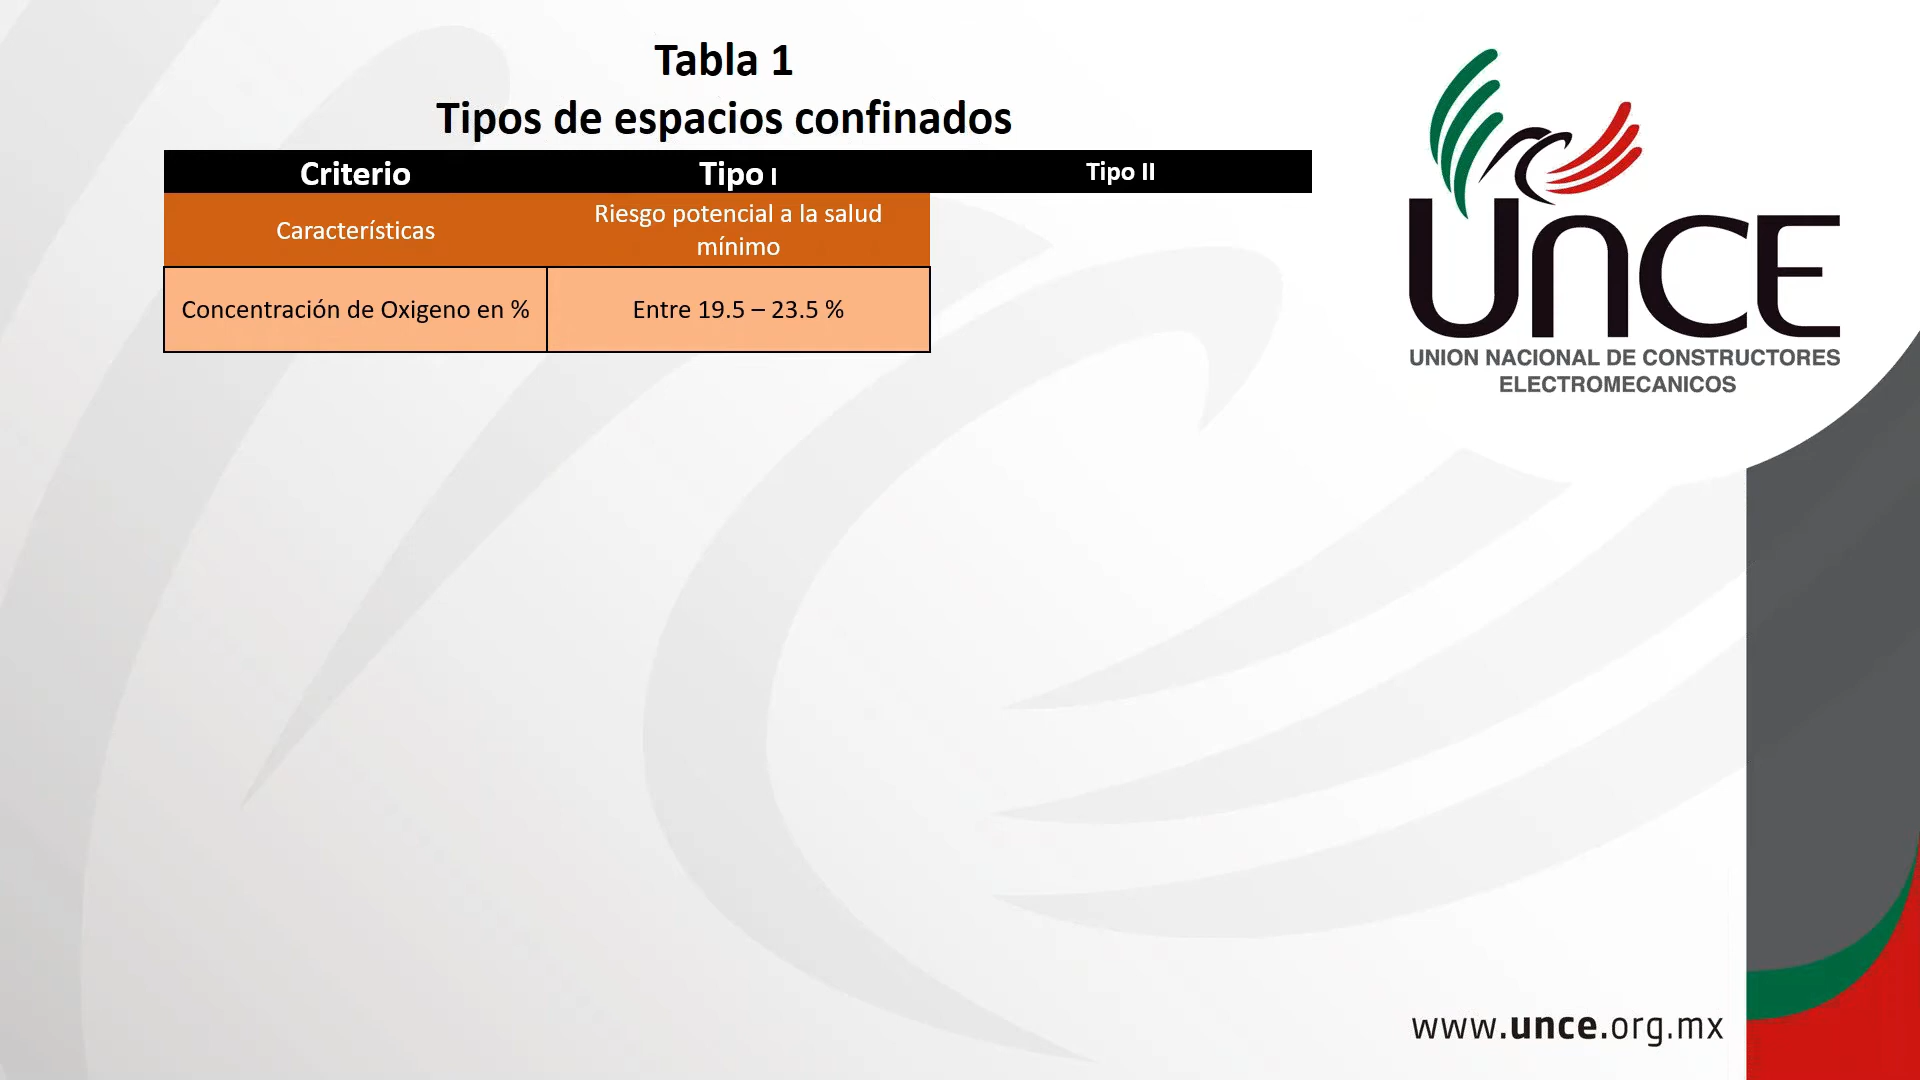 Tabla 1
Tipos de espacios confinados
Criterio Tipo I Tipo II
Características Riesgo potencial a la salud
mínimo
Concentración de Oxigeno en % Entre 19.5 – 23.5 %
UNCE
UNION NACIONAL DE CONSTRUCTORES
ELECTROMECANICOS
www.unce.org.mx